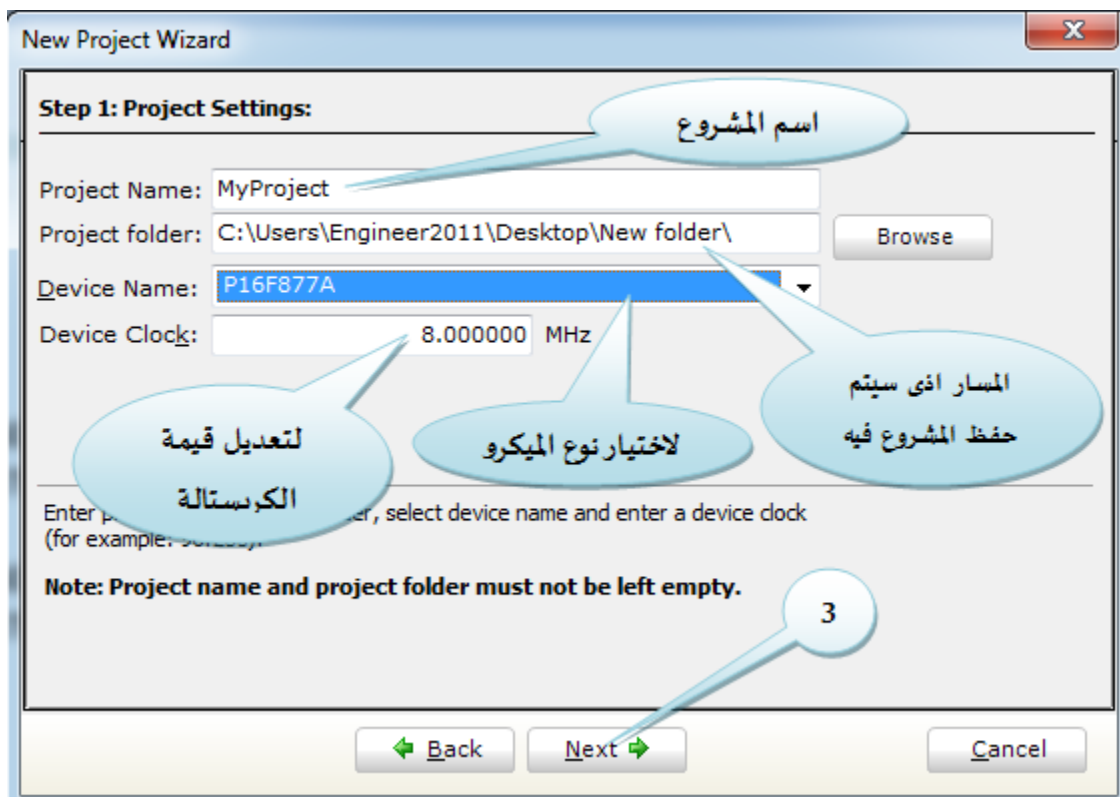 New Project Wizard
Step 1: Project Settings:
اسم المشروع
Project Name: MyProject
Project folder: C:\Users\Engineer2011\Desktop\New folder\ Browse
Device Name: P16F877A
Device Clock: 8.000000 MHz
المسار اذى سيتم
حفظ المشروع فيه
لاختيار نوع الميكرو
لتعديل قيمة
الكريستالة
Enter , select device name and enter a device clock
(for example:
Note: Project name and project folder must not be left empty.
3
Back Next Cancel